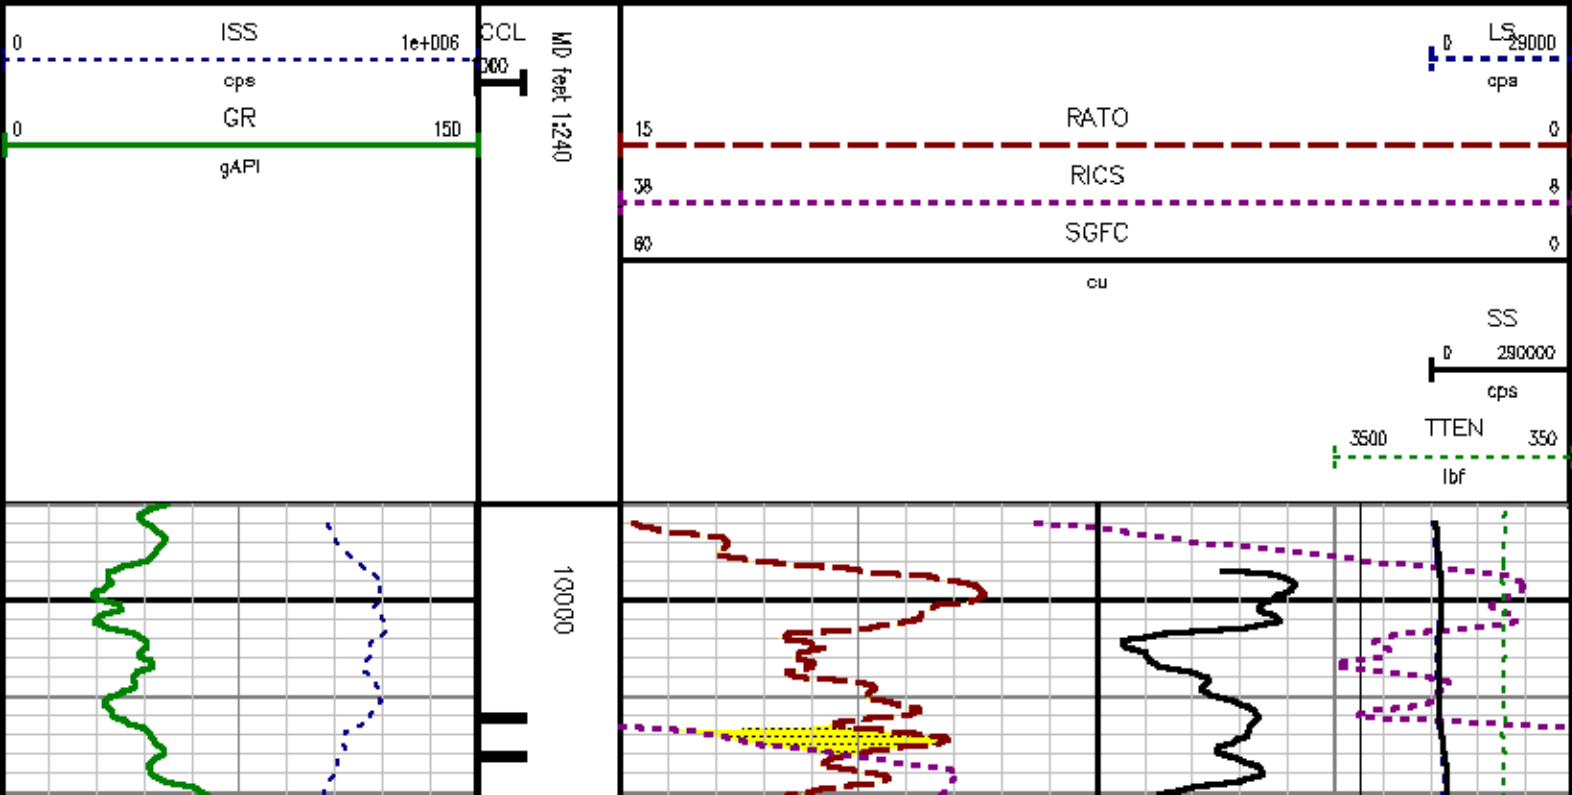 ISS
0 1e+006
cps
GR
0 150
gAPI
CCL
000
MD feet 1:240
LS
0 29000
cps
RATO
15 0
RICS
38 8
SGFC
60 0
cu
SS
0 290000
cps
TTEN
3500 350
lbf
10000